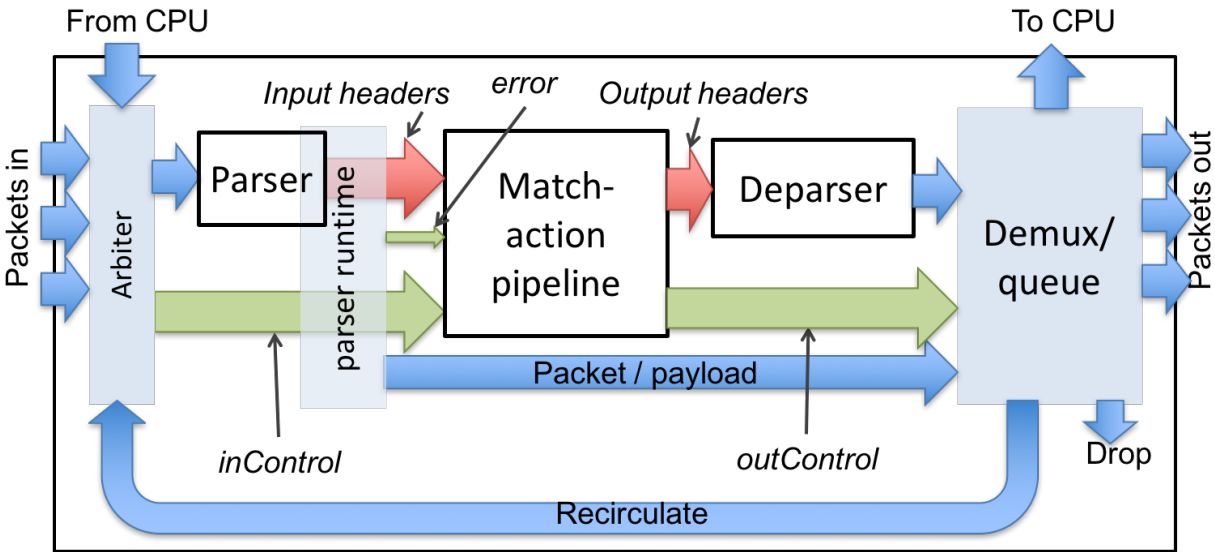 From CPU
To CPU
Input headers
error
Output headers
Packets in
Arbiter
Parser
parser runtime
Match-
action
pipeline
Deparser
Demux/
queue
Packets out
Packet / payload
inControl
outControl
Drop
Recirculate